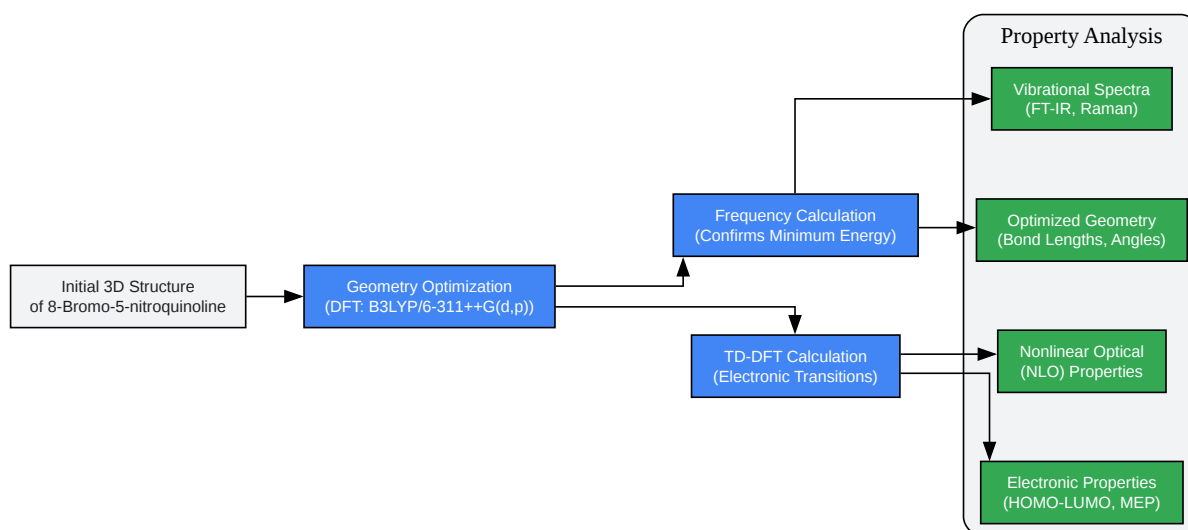 Property Analysis
Vibrational Spectra
(FT-IR, Raman)
Frequency Calculation
(Confirms Minimum Energy)
Optimized Geometry
(Bond Lengths, Angles)
Initial 3D Structure
of 8-Bromo-5-nitroquinoline
Geometry Optimization
(DFT: B3LYP/6-311++G(d,p))
TD-DFT Calculation
(Electronic Transitions)
Nonlinear Optical
(NLO) Properties
Electronic Properties
(HOMO-LUMO, MEP)